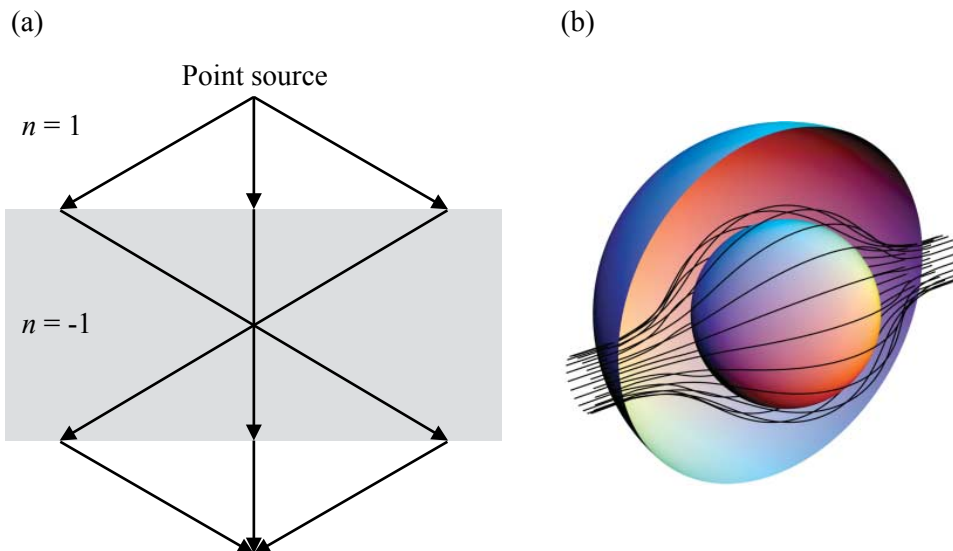 (a)
(b)
Point source
n = 1
n = -1